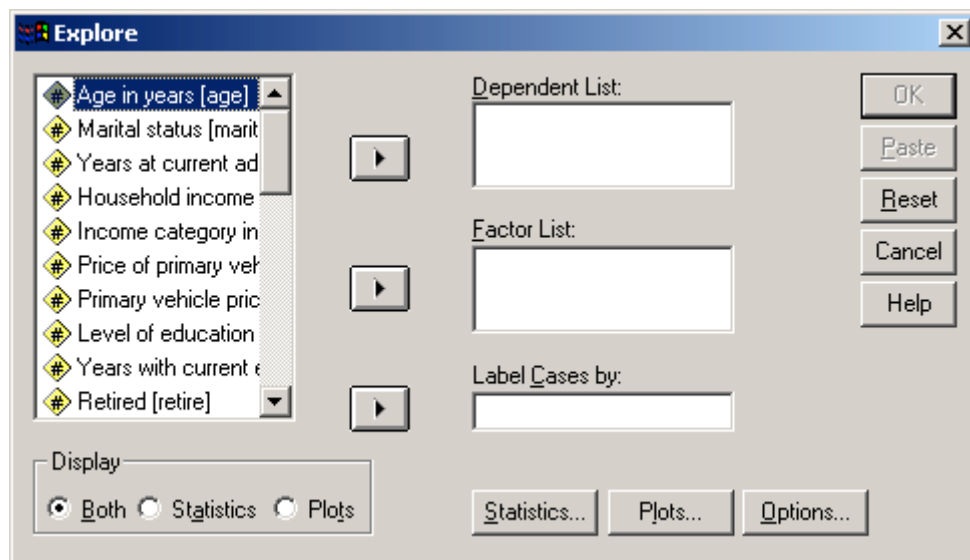 Explore
Age in years [age]
Marital status [marit
Years at current ad
Household income
Income category in
Price of primary veh
Primary vehicle pric
Level of education
Years with current e
Retired [retire]
Display
Both
Statistics
Plots
Dependent List:
Factor List:
Label Cases by:
Statistics...
Plots...
Options...
OK
Paste
Reset
Cancel
Help